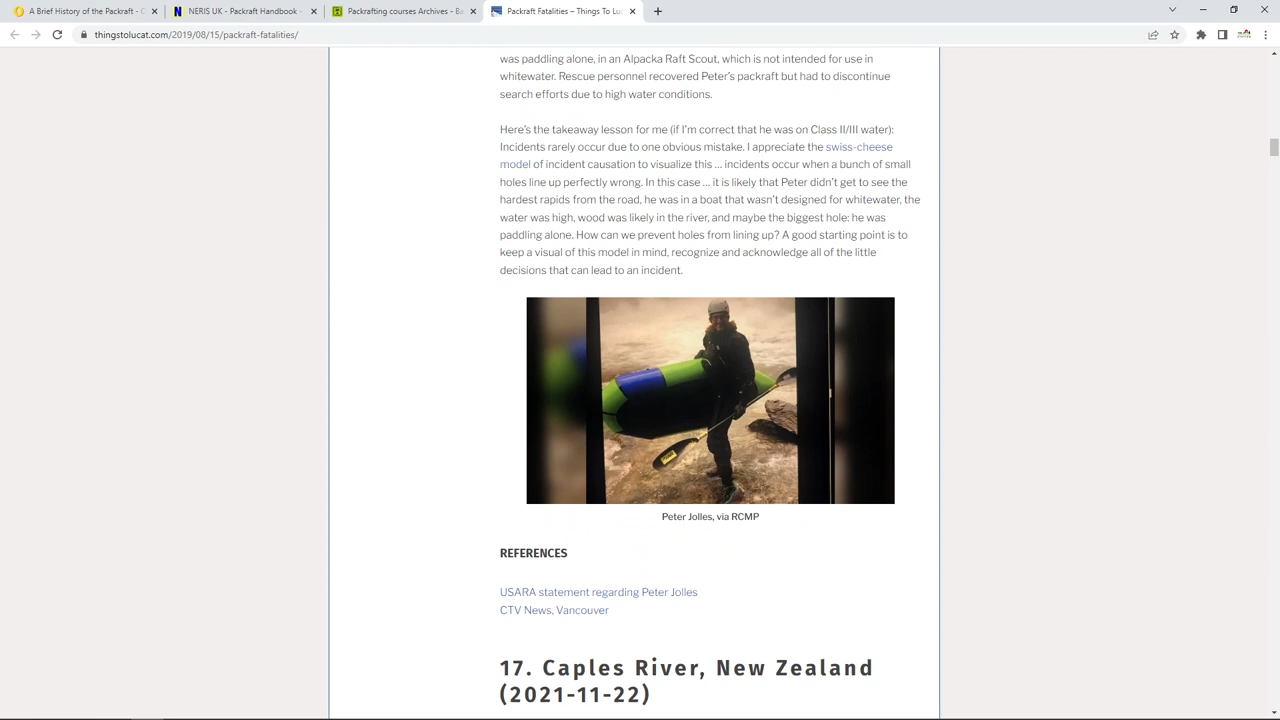 A Brief History of the Packraft - C
NERIS UK - Packraft Handbook -
Packrafting courses Archives - Ba
Packraft Fatalities – Things To Luc
thingstolucat.com/2019/08/15/packraft-fatalities/
was paddling alone, in an Alpacka Raft Scout, which is not intended for use in
whitewater. Rescue personnel recovered Peter's packraft but had to discontinue
search efforts due to high water conditions.
Here's the takeaway lesson for me (if I'm correct that he was on Class II/III water):
Incidents rarely occur due to one obvious mistake. I appreciate the swiss-cheese
model of incident causation to visualize this ... incidents occur when a bunch of small
holes line up perfectly wrong. In this case ... it is likely that Peter didn't get to see the
hardest rapids from the road, he was in a boat that wasn't designed for whitewater, the
water was high, wood was likely in the river, and maybe the biggest hole: he was
paddling alone. How can we prevent holes from lining up? A good starting point is to
keep a visual of this model in mind, recognize and acknowledge all of the little
decisions that can lead to an incident.
Peter Jolles, via RCMP
REFERENCES
USARA statement regarding Peter Jolles
CTV News, Vancouver
17. Caples River, New Zealand
(2021-11-22)